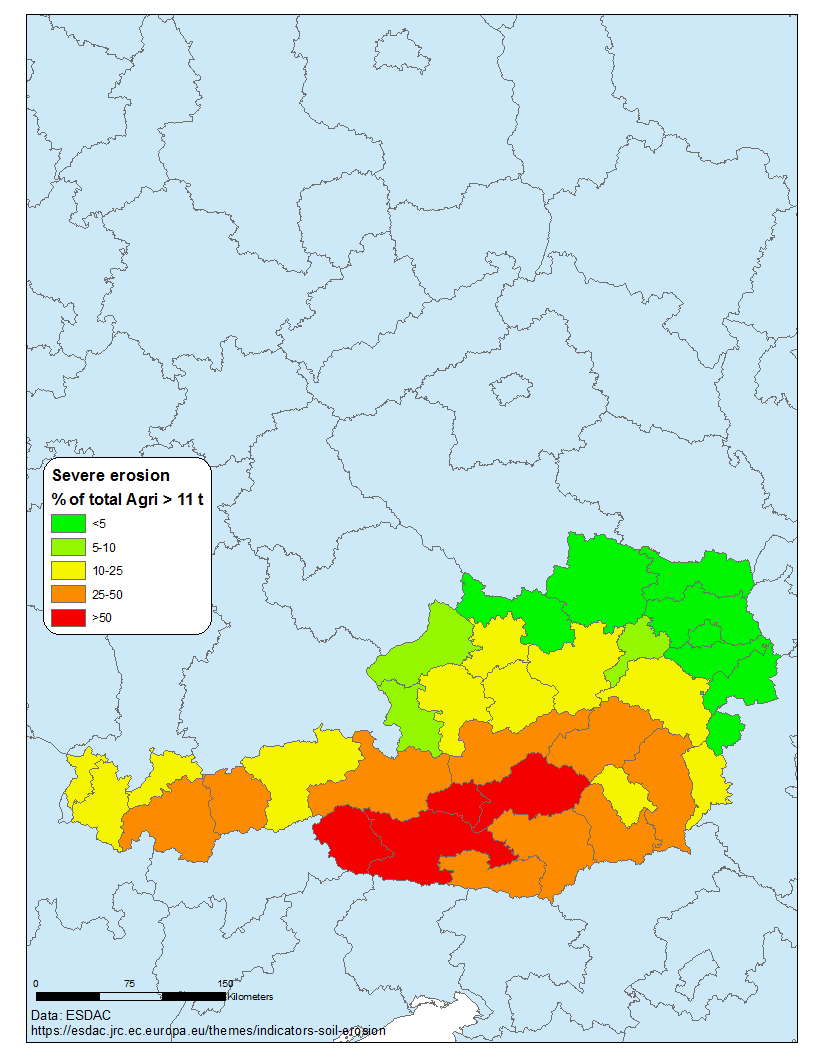 Severe erosion
% of total Agri > 11 t
<5
5-10
10-25
25-50
>50
0 75 150
Kilometers
Data: ESDAC
https://esdac.jrc.ec.europa.eu/themes/indicators-soil-erosion